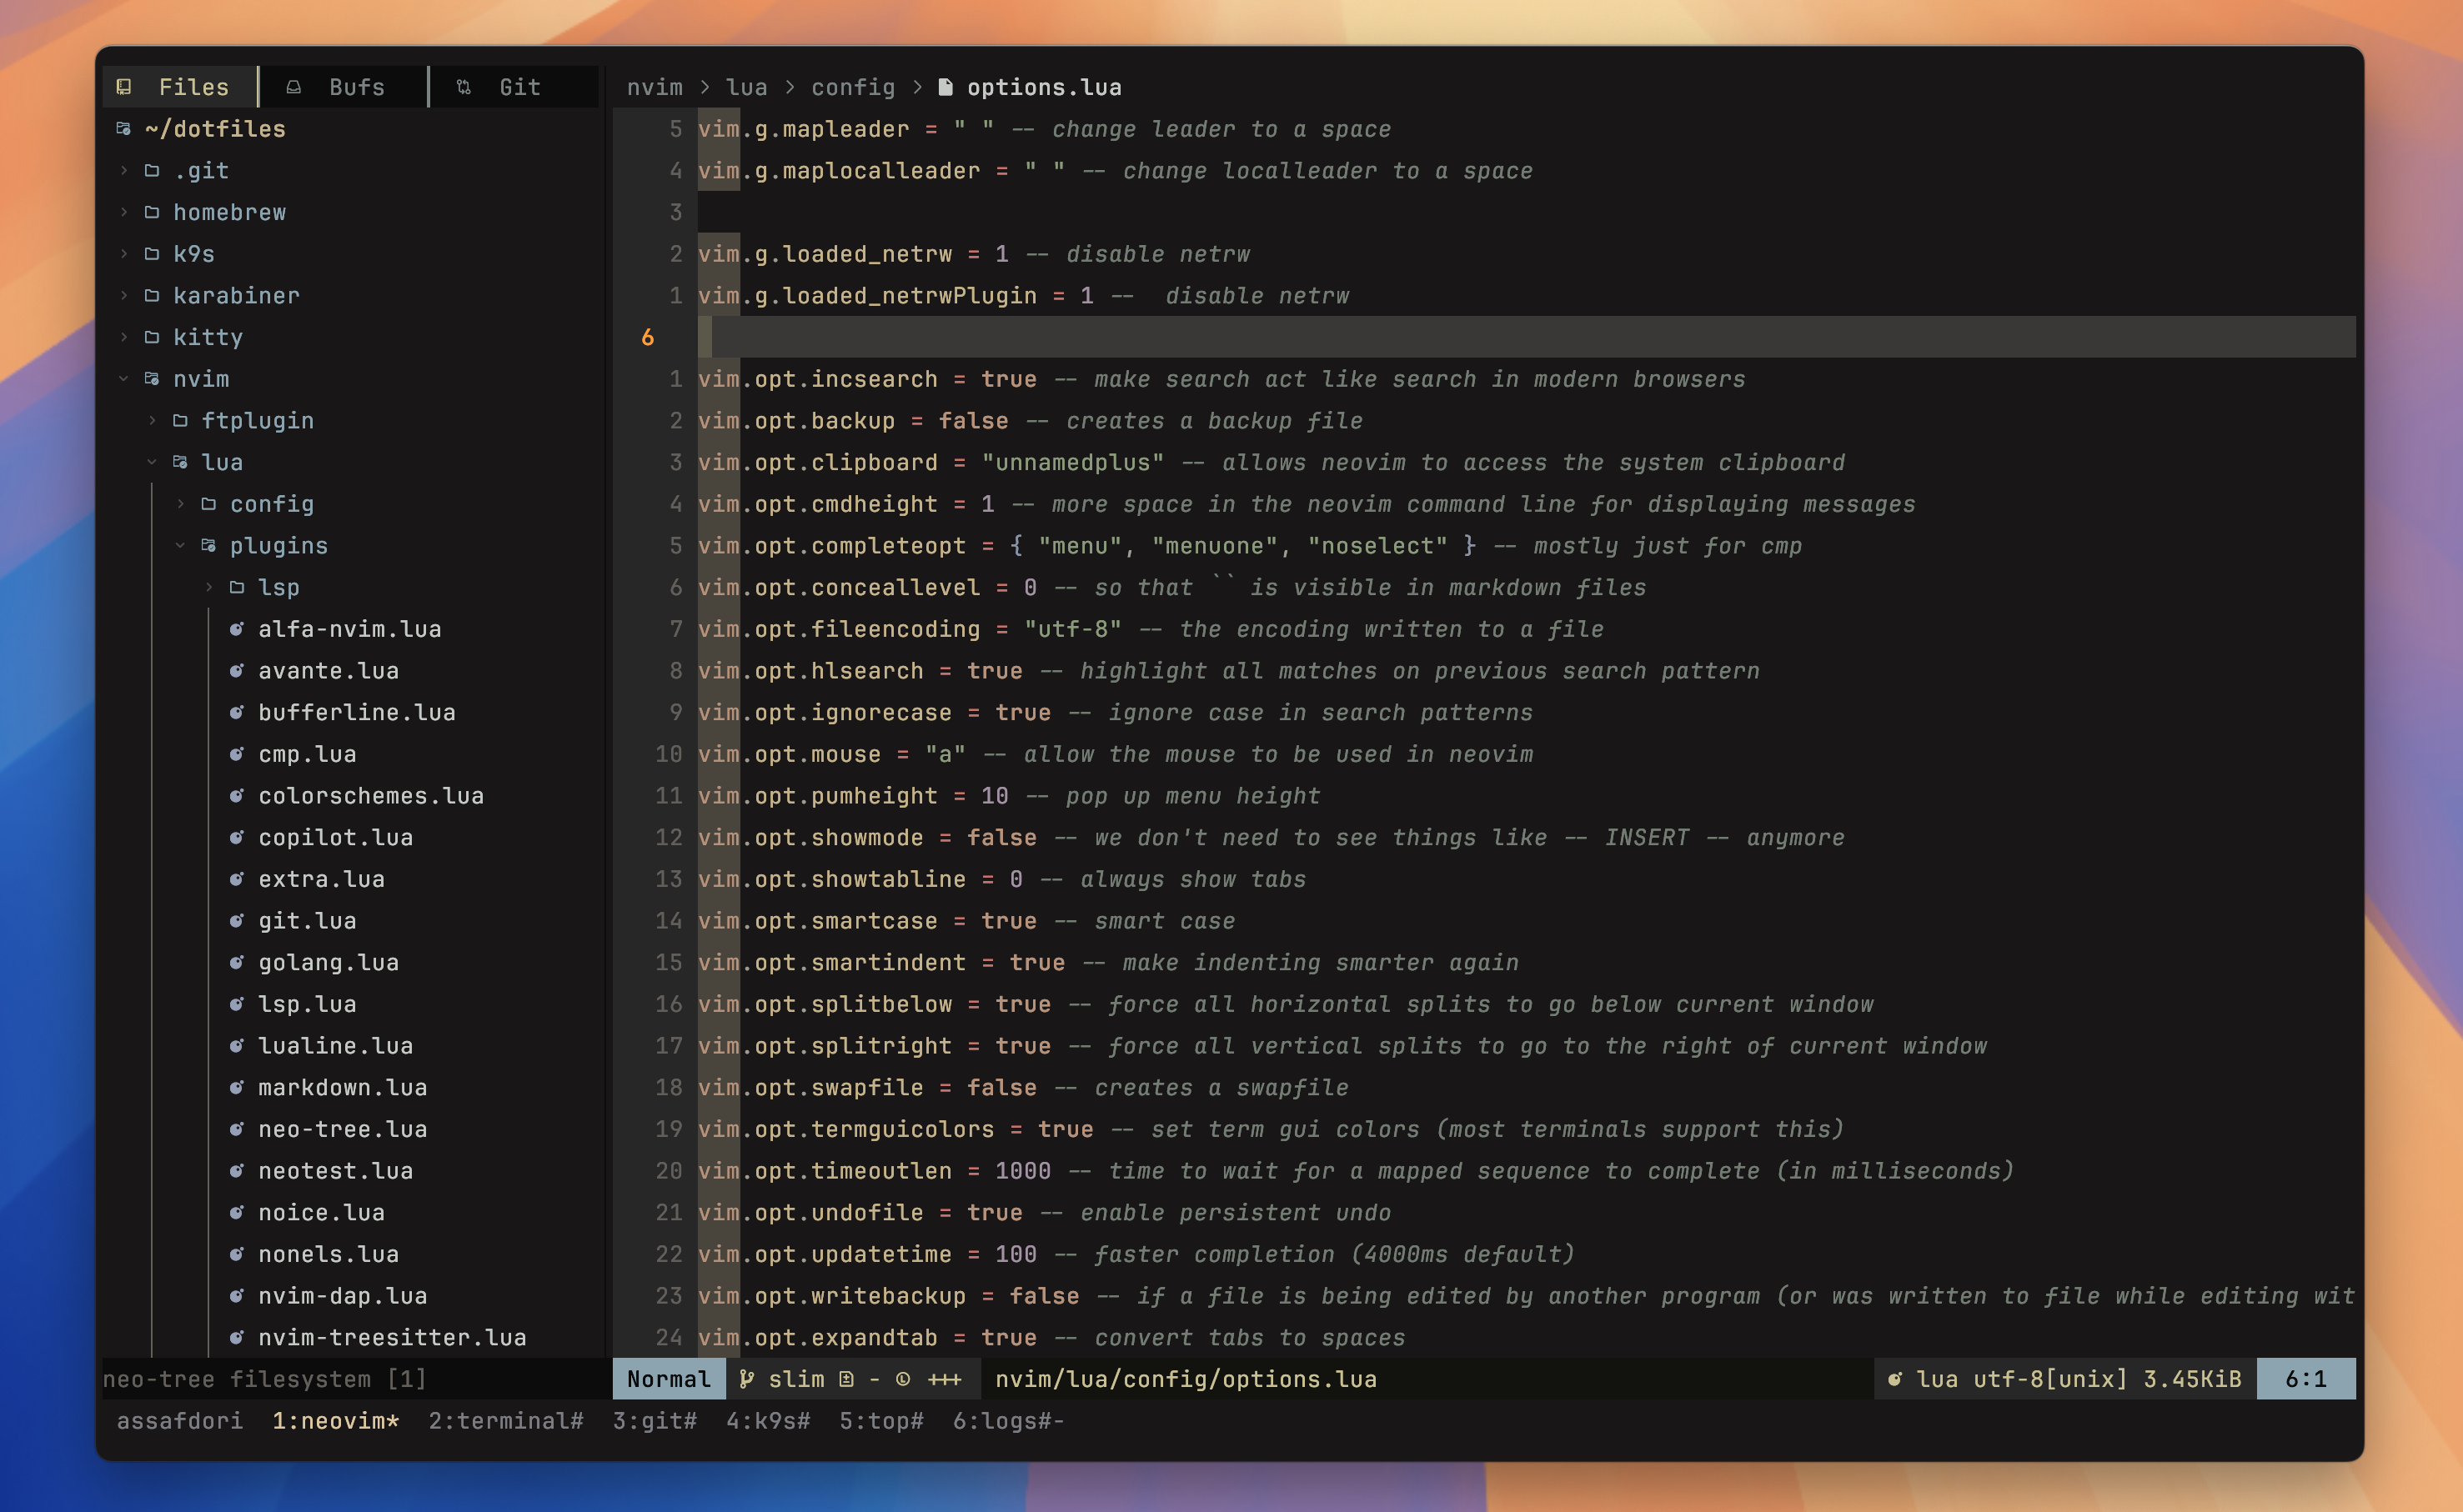 Files Bufs Git
~/dotfiles
.git
homebrew
k9s
karabiner
kitty
nvim
ftplugin
lua
config
plugins
lsp
alfa-nvim.lua
avante.lua
bufferline.lua
cmp.lua
colorschemes.lua
copilot.lua
extra.lua
git.lua
golang.lua
lsp.lua
lualine.lua
markdown.lua
neo-tree.lua
neotest.lua
noice.lua
nonels.lua
nvim-dap.lua
nvim-treesitter.lua
neo-tree filesystem [1]
nvim > lua > config > options.lua
5 vim.g.mapleader = " " -- change leader to a space
4 vim.g.maplocalleader = " " -- change localleader to a space
3
2 vim.g.loaded_netrw = 1 -- disable netrw
1 vim.g.loaded_netrwPlugin = 1 --  disable netrw
6
1 vim.opt.incsearch = true -- make search act like search in modern browsers
2 vim.opt.backup = false -- creates a backup file
3 vim.opt.clipboard = "unnamedplus" -- allows neovim to access the system clipboard
4 vim.opt.cmdheight = 1 -- more space in the neovim command line for displaying messages
5 vim.opt.completeopt = { "menu", "menuone", "noselect" } -- mostly just for cmp
6 vim.opt.conceallevel = 0 -- so that `` is visible in markdown files
7 vim.opt.fileencoding = "utf-8" -- the encoding written to a file
8 vim.opt.hlsearch = true -- highlight all matches on previous search pattern
9 vim.opt.ignorecase = true -- ignore case in search patterns
10 vim.opt.mouse = "a" -- allow the mouse to be used in neovim
11 vim.opt.pumheight = 10 -- pop up menu height
12 vim.opt.showmode = false -- we don't need to see things like -- INSERT -- anymore
13 vim.opt.showtabline = 0 -- always show tabs
14 vim.opt.smartcase = true -- smart case
15 vim.opt.smartindent = true -- make indenting smarter again
16 vim.opt.splitbelow = true -- force all horizontal splits to go below current window
17 vim.opt.splitright = true -- force all vertical splits to go to the right of current window
18 vim.opt.swapfile = false -- creates a swapfile
19 vim.opt.termguicolors = true -- set term gui colors (most terminals support this)
20 vim.opt.timeoutlen = 1000 -- time to wait for a mapped sequence to complete (in milliseconds)
21 vim.opt.undofile = true -- enable persistent undo
22 vim.opt.updatetime = 100 -- faster completion (4000ms default)
23 vim.opt.writebackup = false -- if a file is being edited by another program (or was written to file while editing wit
24 vim.opt.expandtab = true -- convert tabs to spaces
Normal slim - +++ nvim/lua/config/options.lua lua utf-8[unix] 3.45KiB 6:1
assafdori 1:neovim* 2:terminal# 3:git# 4:k9s# 5:top# 6:logs#-